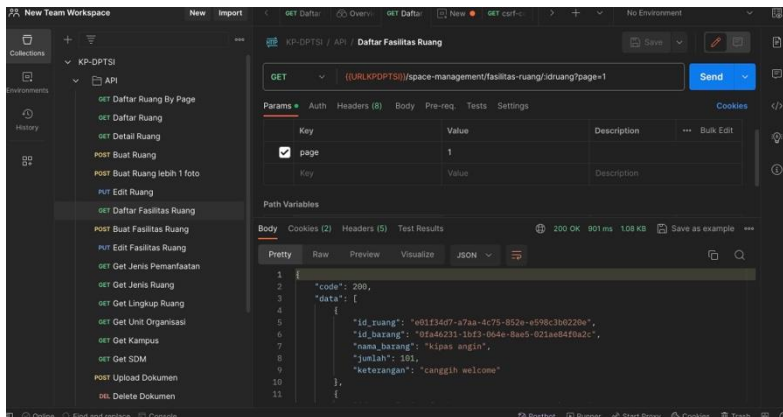 New Team Workspace New Import GET Daftar Overvi GET Daftar New GET csrf-c No Environment
Collections
Environments
History
KP-DPTSI
API
GET Daftar Ruang By Page
GET Daftar Ruang
GET Detail Ruang
POST Buat Ruang
POST Buat Ruang lebih 1 foto
PUT Edit Ruang
GET Daftar Fasilitas Ruang
POST Buat Fasilitas Ruang
PUT Edit Fasilitas Ruang
GET Get Jenis Pemanfaatan
GET Get Jenis Ruang
GET Get Lingkup Ruang
GET Get Unit Organisasi
GET Get Kampus
GET Get SDM
POST Upload Dokumen
DEL Delete Dokumen
HTTP KP-DPTSI / API / Daftar Fasilitas Ruang Save
GET {{URLKPDPTSI}}/space-management/fasilitas-ruang/:idruang?page=1 Send
Params Auth Headers (8) Body Pre-req. Tests Settings Cookies
Key Value Description Bulk Edit
page 1
Key Value Description
Path Variables
Body Cookies (2) Headers (5) Test Results 200 OK 901 ms 1.08 KB Save as example
Pretty Raw Preview Visualize JSON
1 {
2 "code": 200,
3 "data": [
4 {
5 "id_ruang": "e01f34d7-a7aa-4c75-852e-e598c3b0220e",
6 "id_barang": "0fa46231-1bf3-064e-8ae5-021ae84f0a2c",
7 "nama_barang": "kipas angin",
8 "jumlah": 101,
9 "keterangan": "canggih welcome"
10 },
11 {
Online Find and replace Console Postbot Runner Start Proxy Cookies Trash